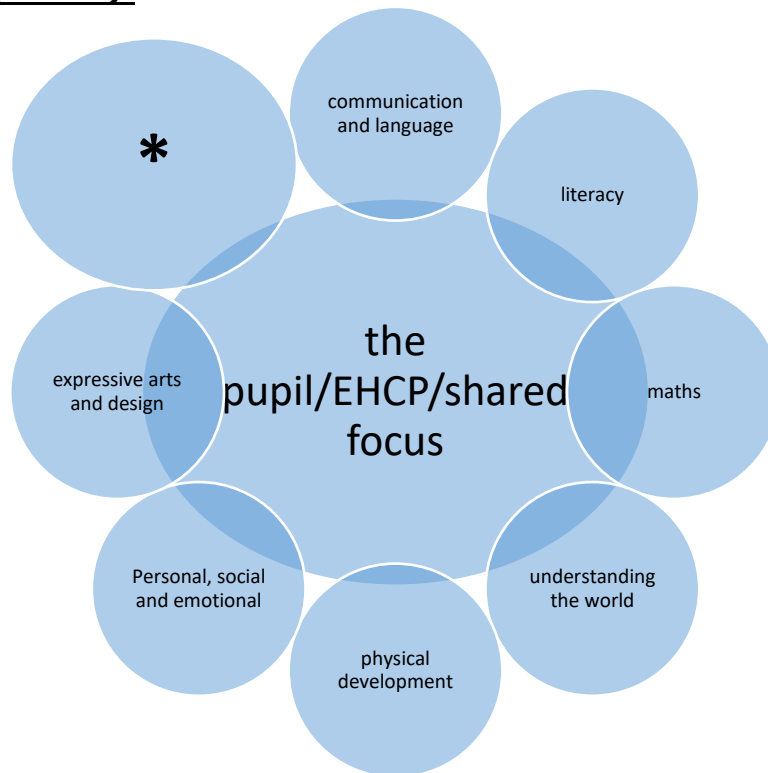 *
communication
and language
literacy
maths
understanding
the world
physical
development
Personal, social
and emotional
expressive arts
and design
the
pupil/EHCP/shared
focus